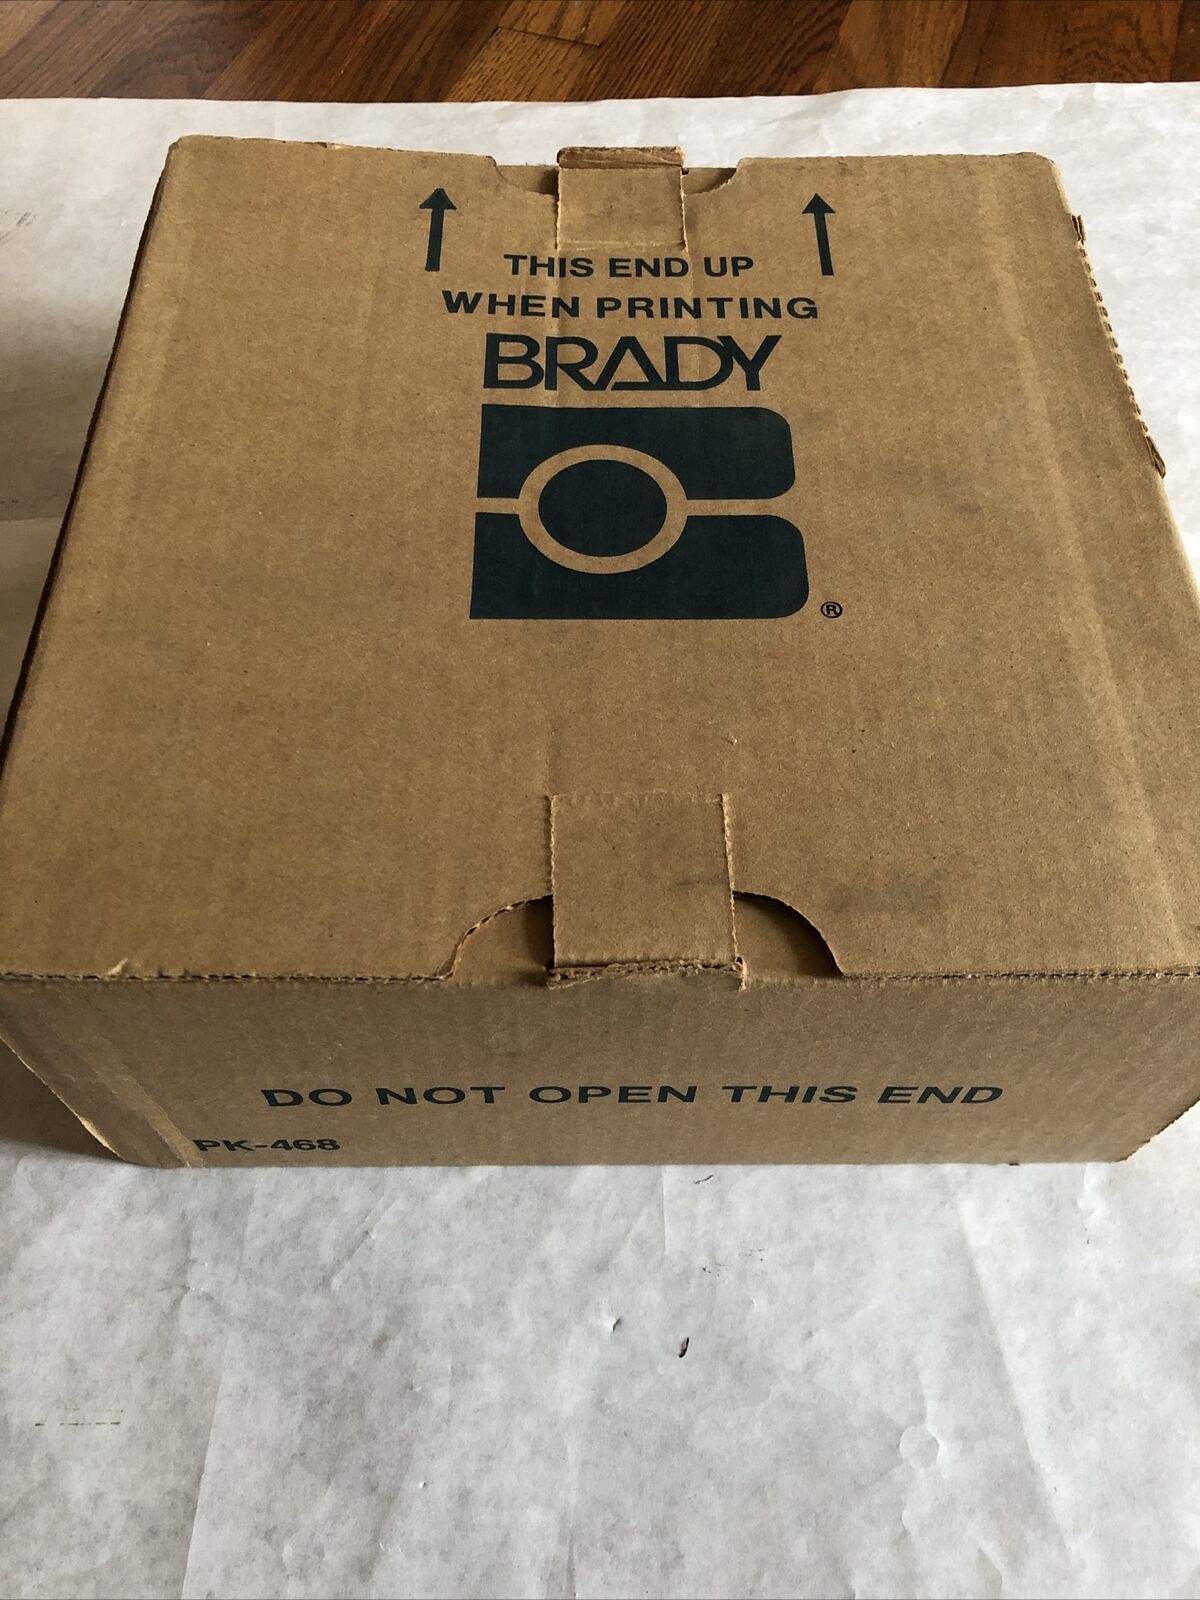 THIS END UP
WHEN PRINTING
BRADY
®
DO NOT OPEN THIS END
PK-468